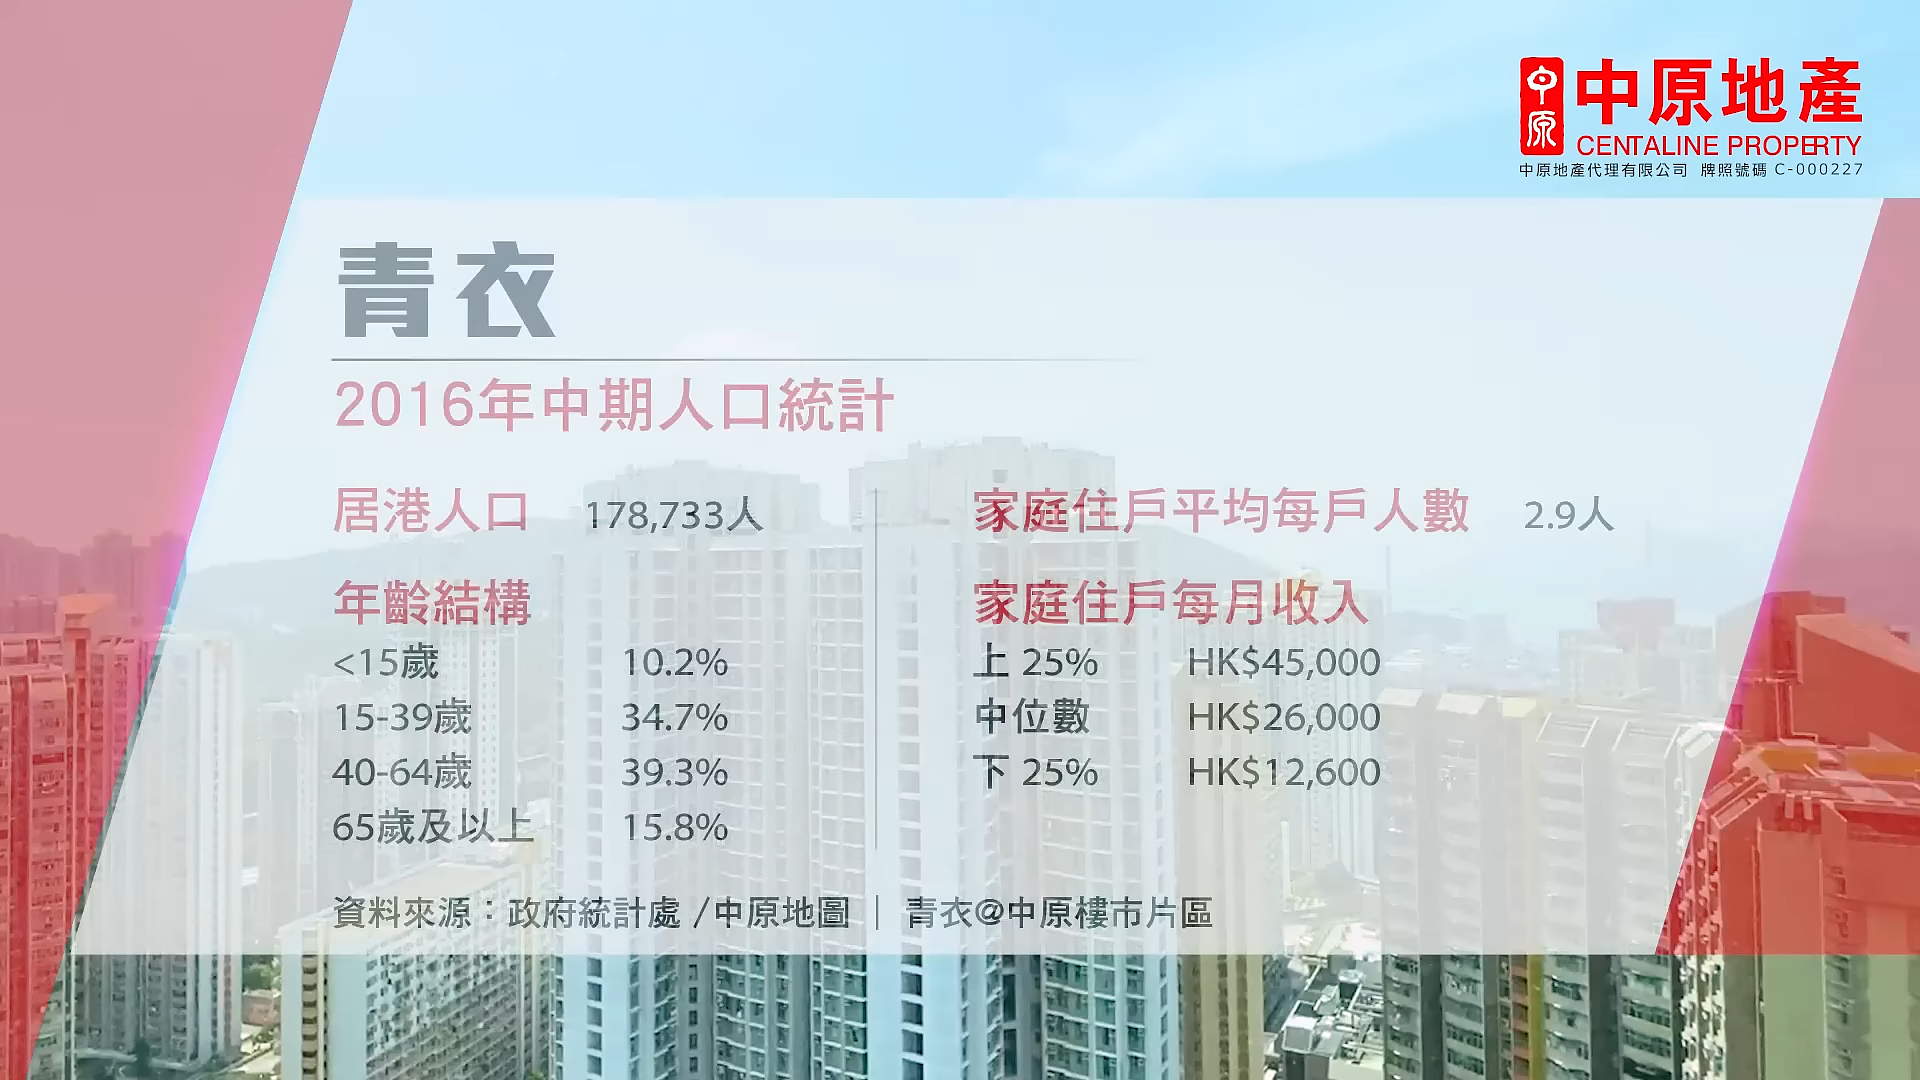 中原
中原地產
CENTALINE PROPERTY
中原地產代理有限公司 牌照號碼 C-000227
青衣
2016年中期人口統計
居港人口 178,733人
年齡結構
<15歲 10.2%
15-39歲 34.7%
40-64歲 39.3%
65歲及以上 15.8%
家庭住戶平均每戶人數 2.9人
家庭住戶每月收入
上 25% HK$45,000
中位數 HK$26,000
下 25% HK$12,600
資料來源：政府統計處 /中原地圖 | 青衣@中原樓市片區